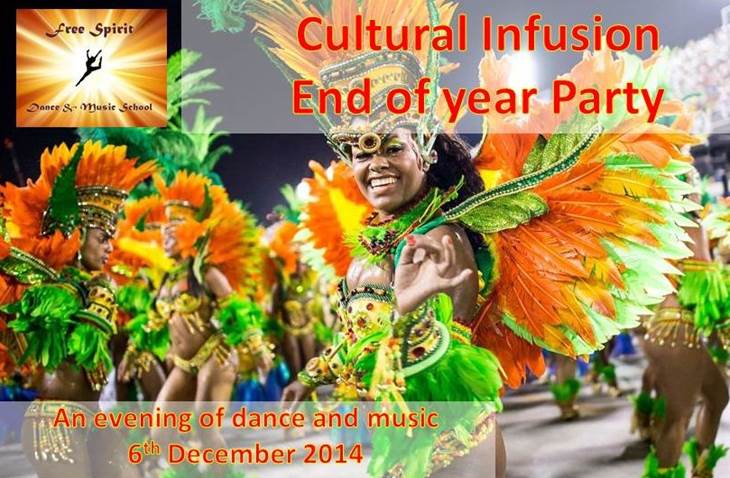 Free Spirit
Dance & Music School
Cultural Infusion
End of year Party
An evening of dance and music
6th December 2014